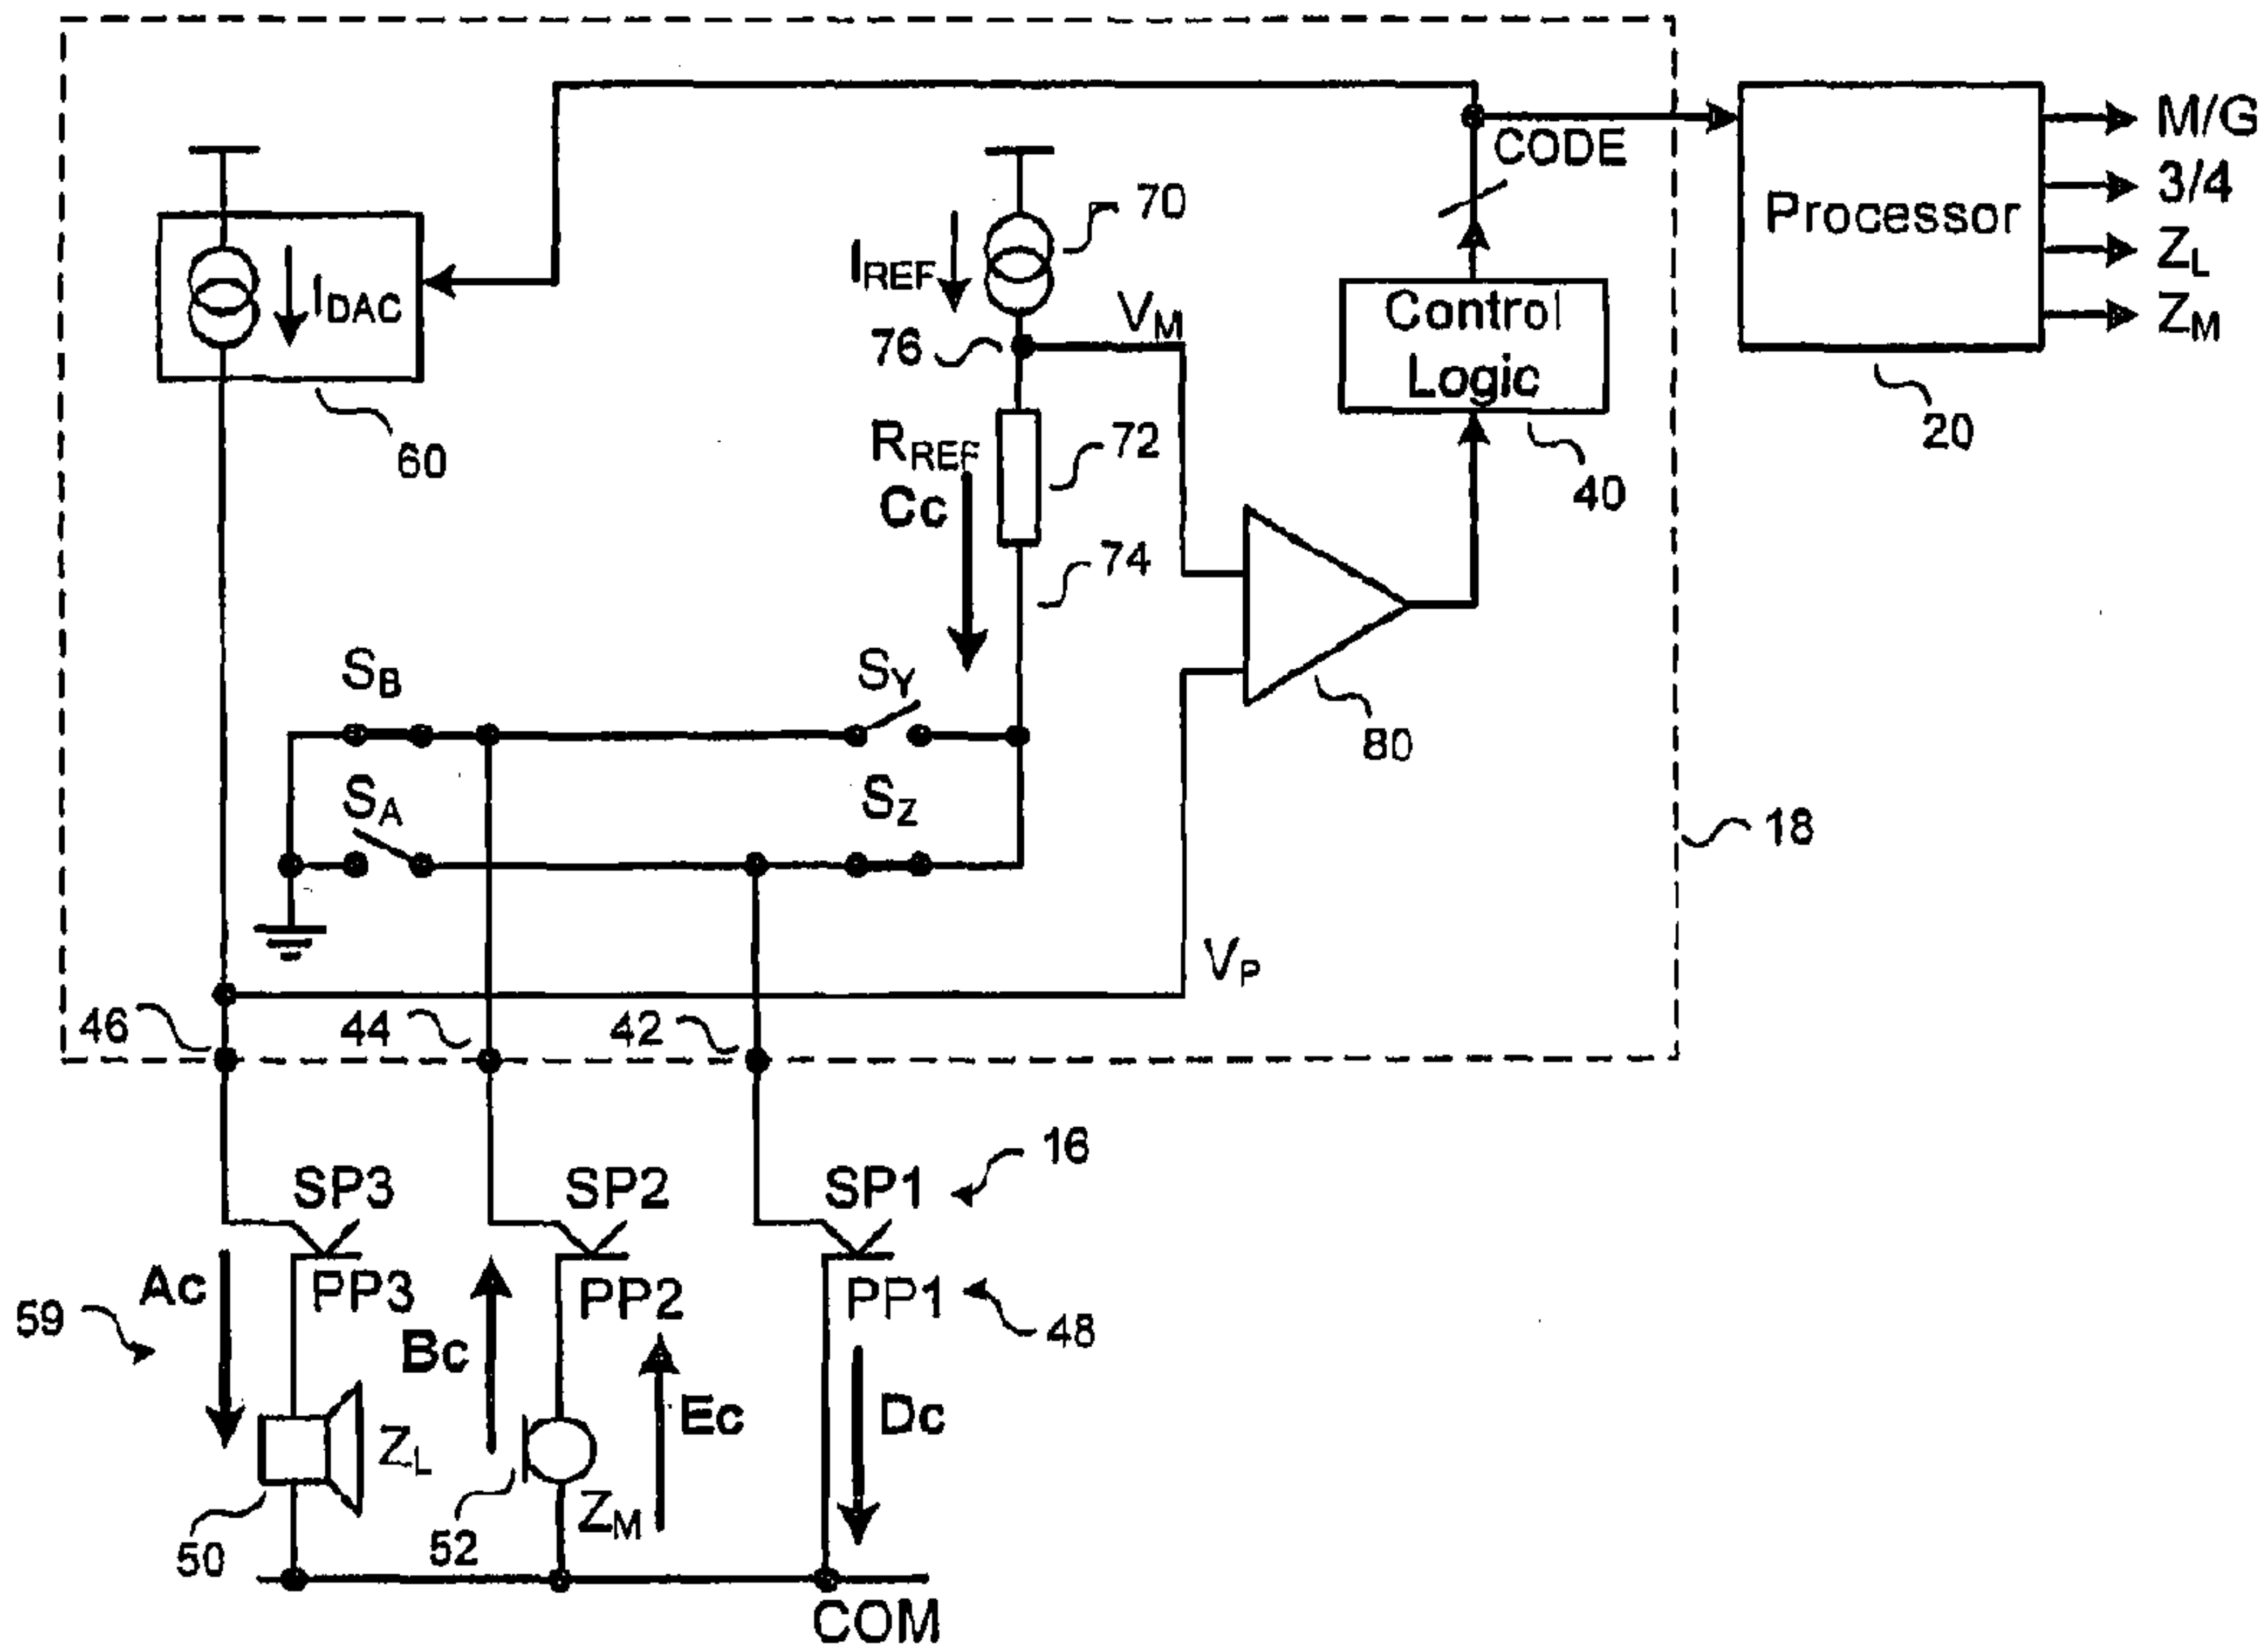 M/G
CODE
3/4
Processor
70
I_REF
Z_L
I_DAC
V_M
Control
Logic
Z_M
76
20
60
R_REF
72
40
Cc
74
S_B
S_Y
80
S_A
S_Z
18
V_P
46
44
42
16
SP3
SP2
SP1
Ac
PP3
PP2
PP1
59
Bc
48
Ec
Dc
Z_L
Z_M
50
52
COM